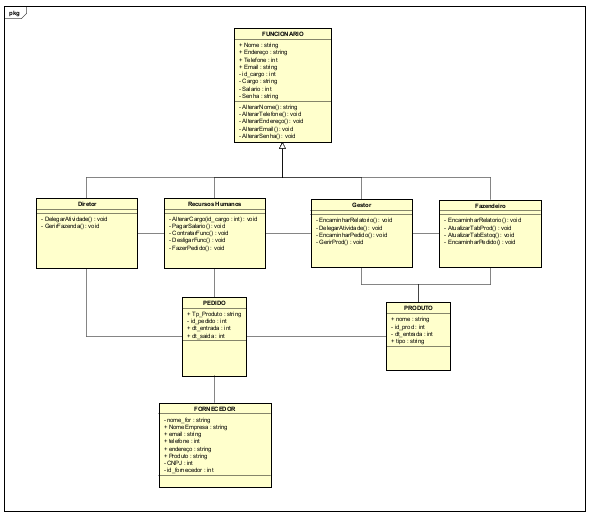 pkg
FUNCIONARIO
+ Nome : string
+ Endereço : string
+ Telefone : int
+ Email : string
- id_cargo : int
- Cargo : string
- Salario : int
- Senha : string
- AlterarNome() : string
- AlterarTelefone() : void
- AlterarEndereço() : void
- AlterarEmail() : void
- AlterarSenha() : void
Diretor
- DelegarAtividade() : void
- GerirFazenda() : void
Recursos Humanos
- AlterarCargo(id_cargo : int) : void
- PagarSalario() : void
- ContratarFunc() : void
- DesligarFunc() : void
- FazerPedido() : void
Gestor
- EncaminharRelatorio() : void
- DelegarAtividade() : void
- EncaminharPedido() : void
- GerirProd() : void
Fazendeiro
- EncaminharRelatorio() : void
- AtualizarTabProd() : void
- AtualizarTabEstoq() : void
- EncaminharPedido() : void
PEDIDO
+ Tp_Produto : string
- id_pedido : int
+ dt_entrada : int
+ dt_saida : int
PRODUTO
+ nome : string
- id_prod : int
- dt_entrada : int
+ tipo : string
FORNECEDOR
- nome_for : string
+ NomeEmpresa : string
+ email : string
+ telefone : int
+ endereço : string
+ Produto : string
- CNPJ : int
- id_fornecedor : int